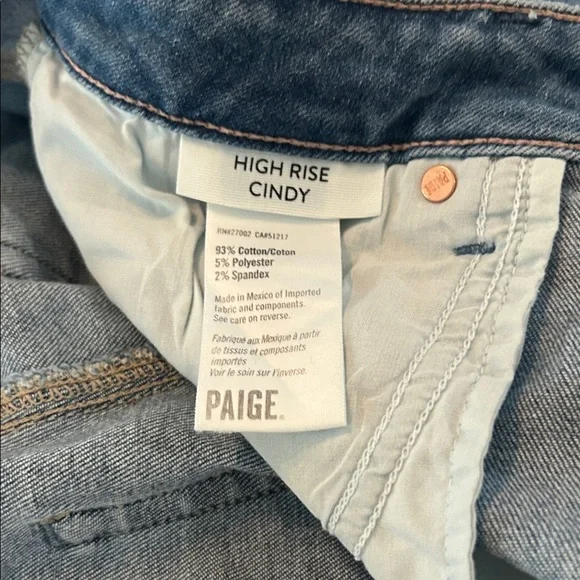 HIGH RISE
CINDY
RN#27002 CA#51217
93% Cotton/Coton
5% Polyester
2% Spandex
Made in Mexico of Imported
fabric and components.
See care on reverse.
Fabriqué aux Mexique à partir
de tissus et composants
importés
Voir le soin sur l'inverse.
PAIGE.
PAIGE